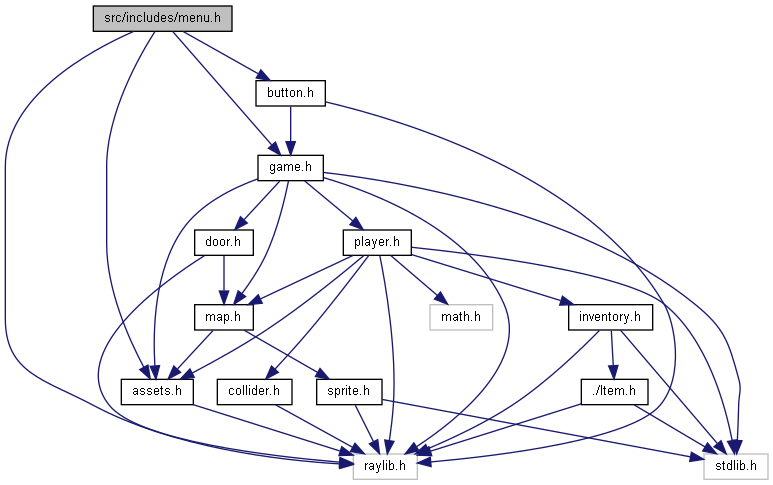 src/includes/menu.h
button.h
game.h
door.h
player.h
map.h
math.h
inventory.h
assets.h
collider.h
sprite.h
./Item.h
raylib.h
stdlib.h